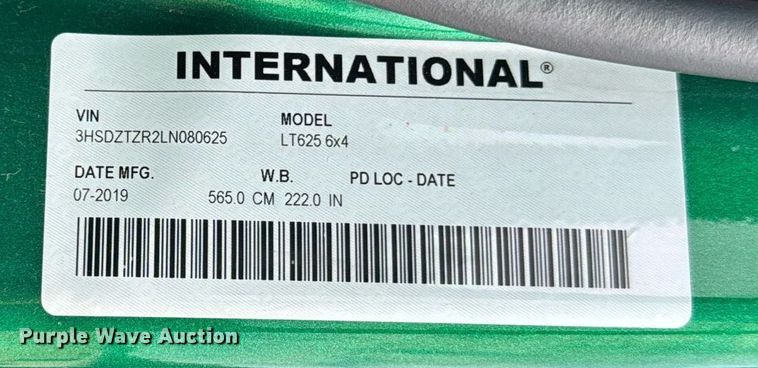 INTERNATIONAL®
VIN MODEL
3HSDZTZR2LN080625 LT625 6x4
DATE MFG. W.B. PD LOC - DATE
07-2019 565.0 CM 222.0 IN
Purple Wave Auction